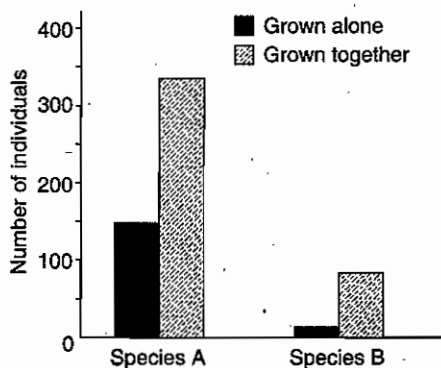 400
Grown alone
Grown together
300
200
100
0
Number of individuals
Species A
Species B